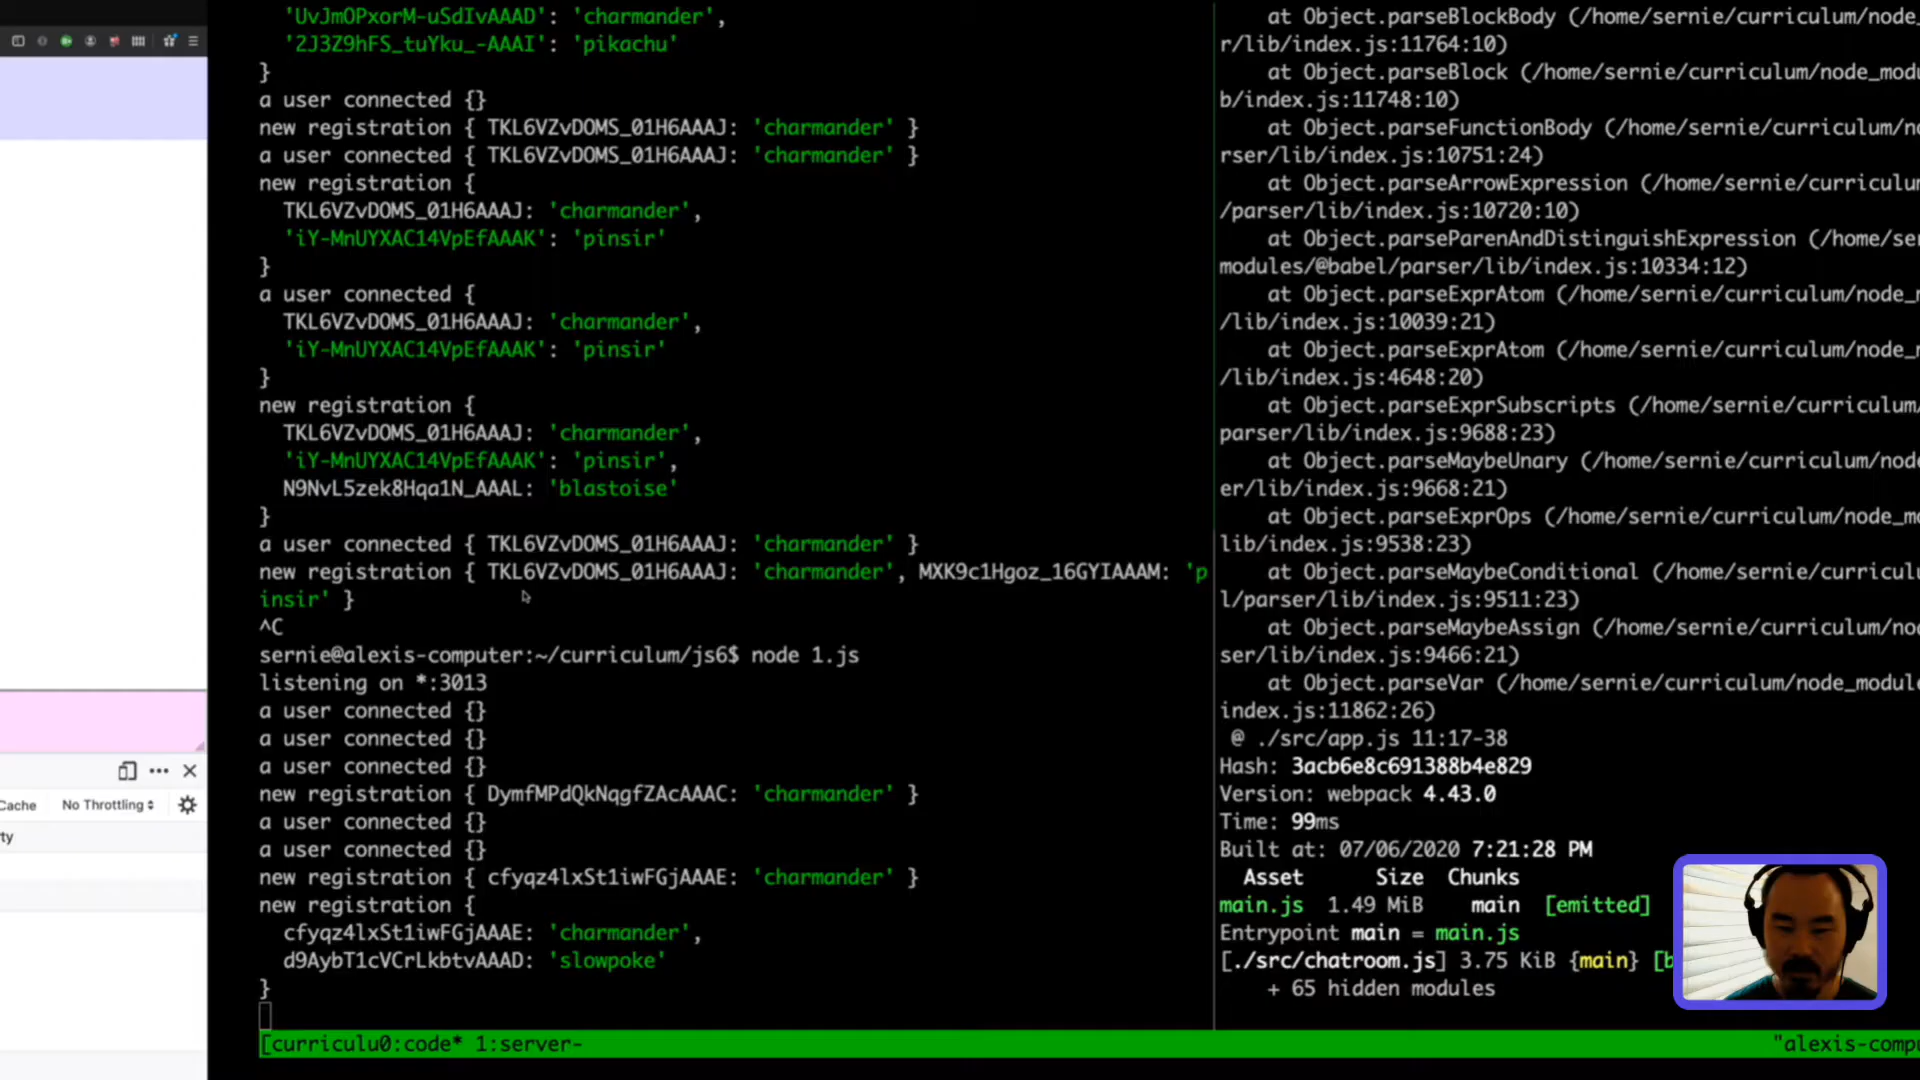 'UvJmOPxorM-uSdIvAAAD': 'charmander',
'2J3Z9hFS_tuYku_-AAAI': 'pikachu'
}
a user connected {}
new registration { TKL6VZvDOMS_01H6AAAJ: 'charmander' }
a user connected { TKL6VZvDOMS_01H6AAAJ: 'charmander' }
new registration {
TKL6VZvDOMS_01H6AAAJ: 'charmander',
'iY-MnUYXAC14VpEfAAAK': 'pinsir'
}
a user connected {
TKL6VZvDOMS_01H6AAAJ: 'charmander',
'iY-MnUYXAC14VpEfAAAK': 'pinsir'
}
new registration {
TKL6VZvDOMS_01H6AAAJ: 'charmander',
'iY-MnUYXAC14VpEfAAAK': 'pinsir',
N9NvL5zek8Hqa1N_AAAL: 'blastoise'
}
a user connected { TKL6VZvDOMS_01H6AAAJ: 'charmander' }
new registration { TKL6VZvDOMS_01H6AAAJ: 'charmander', MXK9c1Hgoz_16GYIAAAM: 'p
insir' }
^C
sernie@alexis-computer:~/curriculum/js6$ node 1.js
listening on *:3013
a user connected {}
a user connected {}
a user connected {}
new registration { DymfMPdQkNqgfZAcAAAC: 'charmander' }
a user connected {}
a user connected {}
new registration { cfyqz4lxSt1iwFGjAAAE: 'charmander' }
new registration {
cfyqz4lxSt1iwFGjAAAE: 'charmander',
d9AybT1cVCrLkbtvAAAD: 'slowpoke'
}
at Object.parseBlockBody (/home/sernie/curriculum/node_
r/lib/index.js:11764:10)
at Object.parseBlock (/home/sernie/curriculum/node_modu
b/index.js:11748:10)
at Object.parseFunctionBody (/home/sernie/curriculum/no
rser/lib/index.js:10751:24)
at Object.parseArrowExpression (/home/sernie/curriculum
/parser/lib/index.js:10720:10)
at Object.parseParenAndDistinguishExpression (/home/ser
modules/@babel/parser/lib/index.js:10334:12)
at Object.parseExprAtom (/home/sernie/curriculum/node_m
/lib/index.js:10039:21)
at Object.parseExprAtom (/home/sernie/curriculum/node_m
/lib/index.js:4648:20)
at Object.parseExprSubscripts (/home/sernie/curriculum/
parser/lib/index.js:9688:23)
at Object.parseMaybeUnary (/home/sernie/curriculum/node
er/lib/index.js:9668:21)
at Object.parseExprOps (/home/sernie/curriculum/node_mo
lib/index.js:9538:23)
at Object.parseMaybeConditional (/home/sernie/curriculu
l/parser/lib/index.js:9511:23)
at Object.parseMaybeAssign (/home/sernie/curriculum/nod
ser/lib/index.js:9466:21)
at Object.parseVar (/home/sernie/curriculum/node_module
index.js:11862:26)
@ ./src/app.js 11:17-38
Hash: 3acb6e8c691388b4e829
Version: webpack 4.43.0
Time: 99ms
Built at: 07/06/2020 7:21:28 PM
Asset Size Chunks
main.js 1.49 MiB main [emitted]
Entrypoint main = main.js
[./src/chatroom.js] 3.75 KiB {main} [b
+ 65 hidden modules
Cache No Throttling
ty
[curriculu0:code* 1:server- "alexis-compu